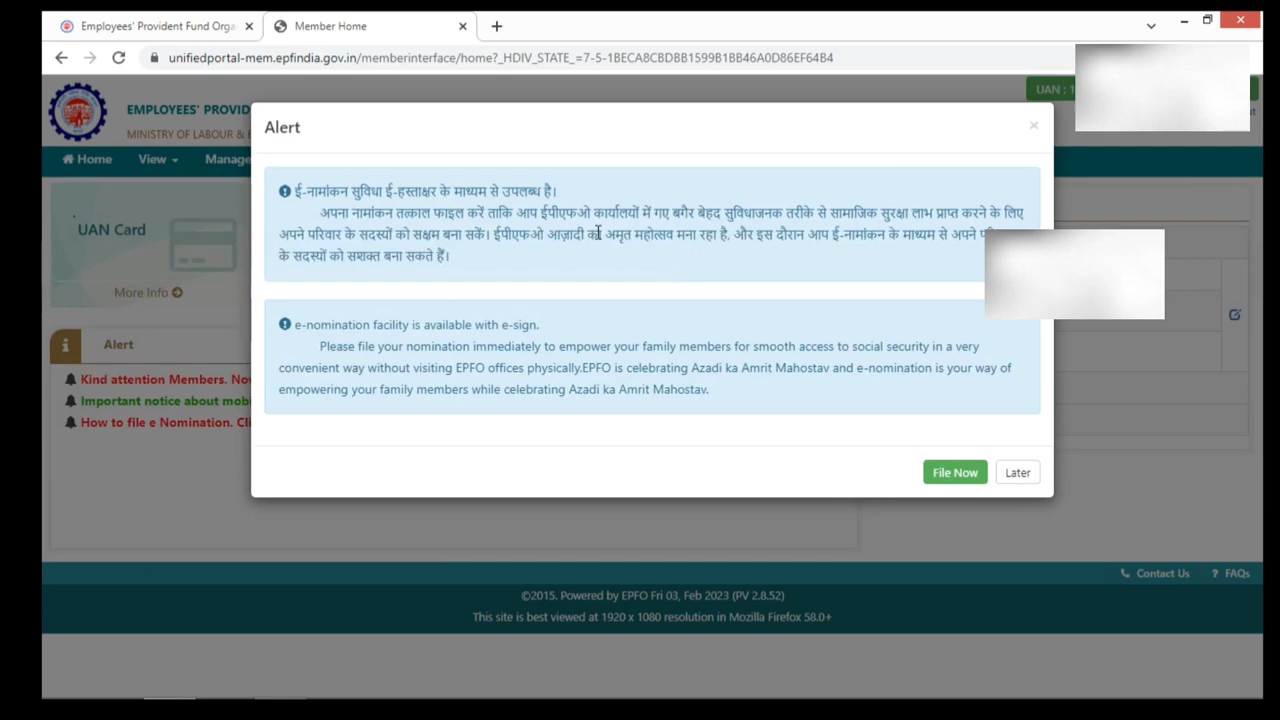 Employees' Provident Fund Orga
Member Home
unifiedportal-mem.epfindia.gov.in/memberinterface/home?_HDIV_STATE_=7-5-1BECA8CBDBB1599B1BB46A0D86EF64B4
UAN : 1
EMPLOYEES' PROVID
MINISTRY OF LABOUR & E
Home View Manage
Alert
ई-नामांकन सुविधा ई-हस्ताक्षर के माध्यम से उपलब्ध है।
अपना नामांकन तत्काल फाइल करें ताकि आप ईपीएफओ कार्यालयों में गए बगैर बेहद सुविधाजनक तरीके से सामाजिक सुरक्षा लाभ प्राप्त करने के लिए
अपने परिवार के सदस्यों को सक्षम बना सकें। ईपीएफओ आज़ादी का अमृत महोत्सव मना रहा है, और इस दौरान आप ई-नामांकन के माध्यम से अपने
के सदस्यों को सशक्त बना सकते हैं।
e-nomination facility is available with e-sign.
Please file your nomination immediately to empower your family members for smooth access to social security in a very
convenient way without visiting EPFO offices physically.EPFO is celebrating Azadi ka Amrit Mahostav and e-nomination is your way of
empowering your family members while celebrating Azadi ka Amrit Mahostav.
File Now Later
UAN Card
More Info
Alert
Kind attention Members. Nov
Important notice about mob
How to file e Nomination. Cli
Contact Us ? FAQs
©2015. Powered by EPFO Fri 03, Feb 2023 (PV 2.8.52)
This site is best viewed at 1920 x 1080 resolution in Mozilla Firefox 58.0+